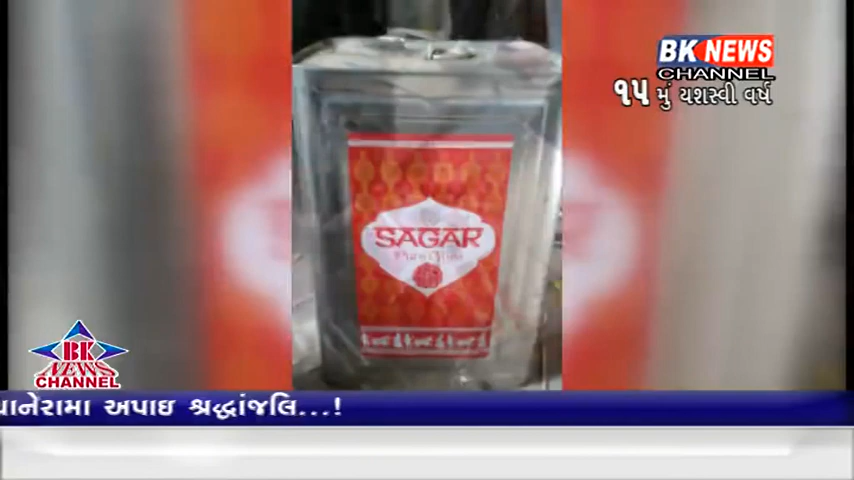 BK NEWS
CHANNEL
૧૫ મું યશસ્વી વર્ષ
SAGAR
BK
NEWS
CHANNEL
ધાનેરામા અપાઇ શ્રદ્ધાંજલિ...!